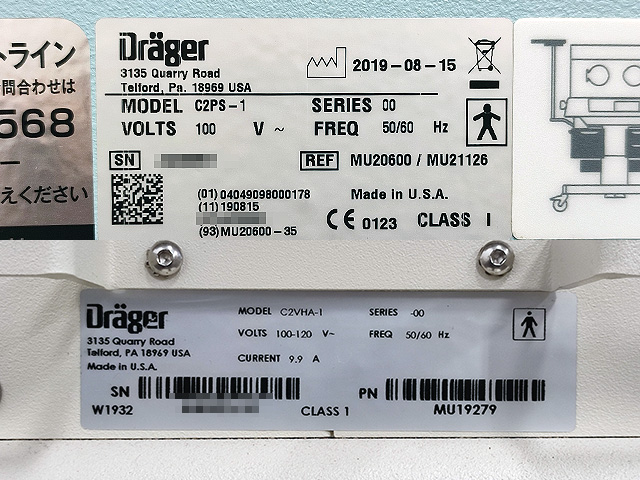 トライン
問合わせは
568
えください
Dräger
3135 Quarry Road
Telford, Pa. 18969 USA
2019-08-15
MODEL C2PS-1 SERIES 00
VOLTS 100 V ~ FREQ 50/60 Hz
SN REF MU20600 / MU21126
(01) 04049098000178
(11) 190815
(93) MU20600-35
Made in U.S.A.
CE 0123 CLASS I
Dräger
3135 Quarry Road
Telford, PA 18969 USA
Made in U.S.A.
MODEL C2VHA-1 SERIES -00
VOLTS 100-120 V~ FREQ 50/60 Hz
CURRENT 9.9 A
SN PN
W1932 CLASS 1 MU19279